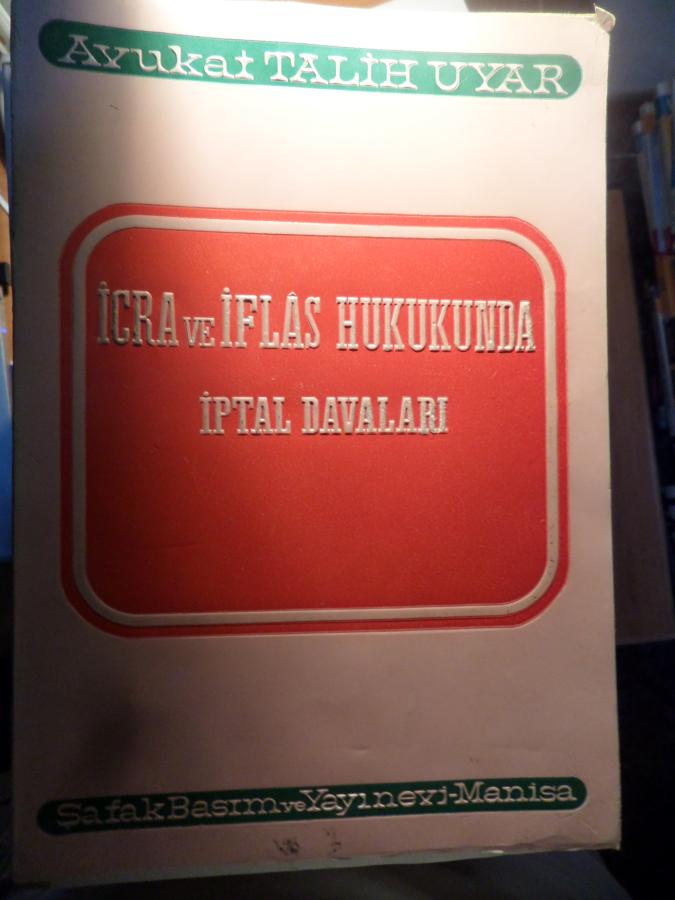 Avukat TALİH UYAR
İCRA VE İFLÂS HUKUKUNDA
İPTAL DAVALARI
Şafak Basım ve Yayınevi-Manisa